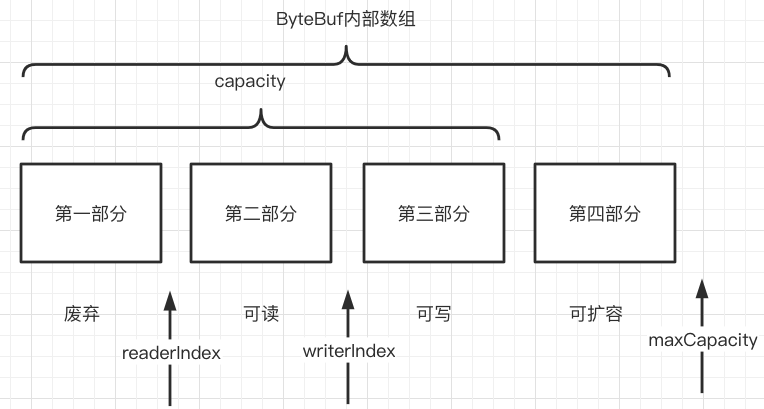 ByteBuf内部数组
capacity
第一部分
第二部分
第三部分
第四部分
废弃
可读
可写
可扩容
readerIndex
writerIndex
maxCapacity